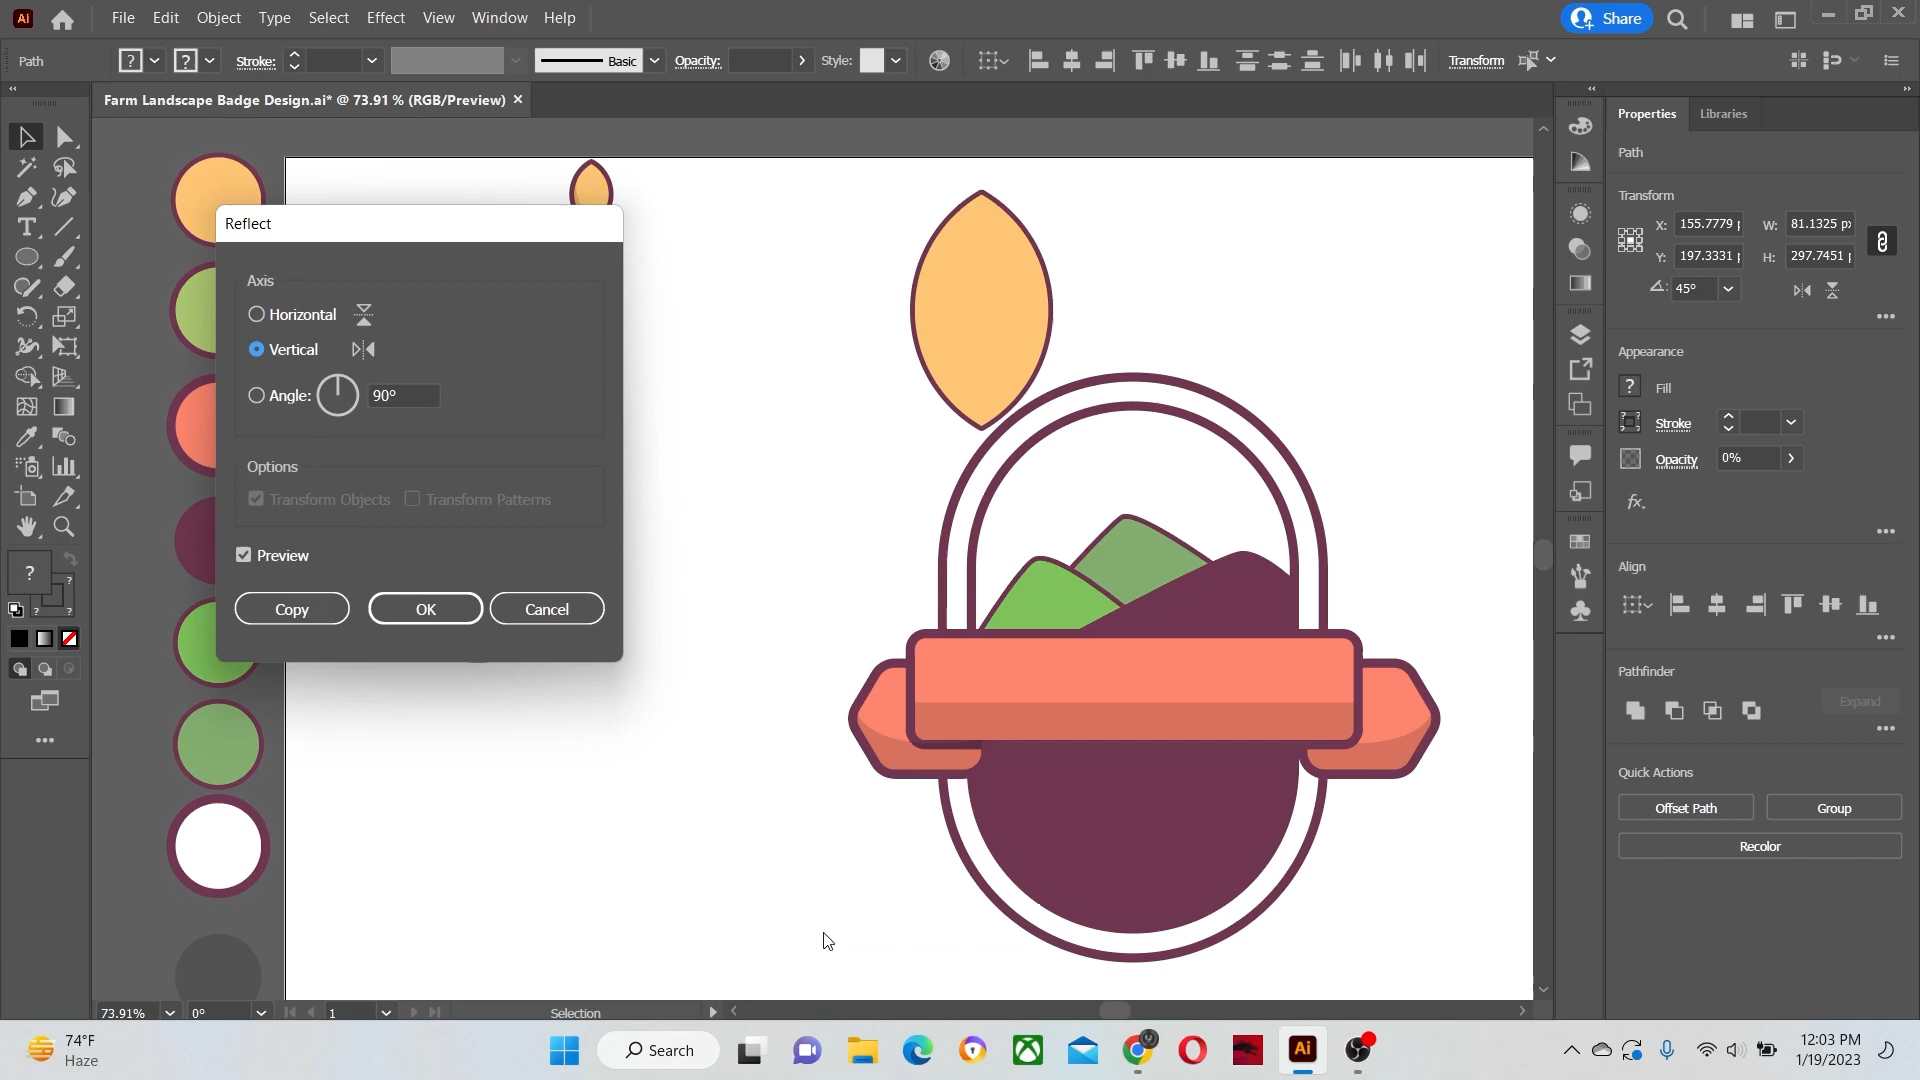 Ai File Edit Object Type Select Effect View Window Help Share
Path ? ? Stroke: Basic Opacity: Style: Transform
Farm Landscape Badge Design.ai* @ 73.91 % (RGB/Preview) ×
Properties Libraries
Path
Transform
X: 155.7779 W: 81.1325 p
Y: 197.3331 H: 297.7451
45°
Appearance
? Fill
Stroke
Opacity 0%
fx.
Align
Pathfinder
Expand
Quick Actions
Offset Path Group
Recolor
Reflect
Axis
Horizontal
Vertical
Angle: 90°
Options
Transform Objects Transform Patterns
Preview
Copy OK Cancel
T
? ? ? ?
73.91% 0° 1 Selection
74°F
Haze
Search
Ai
12:03 PM
1/19/2023